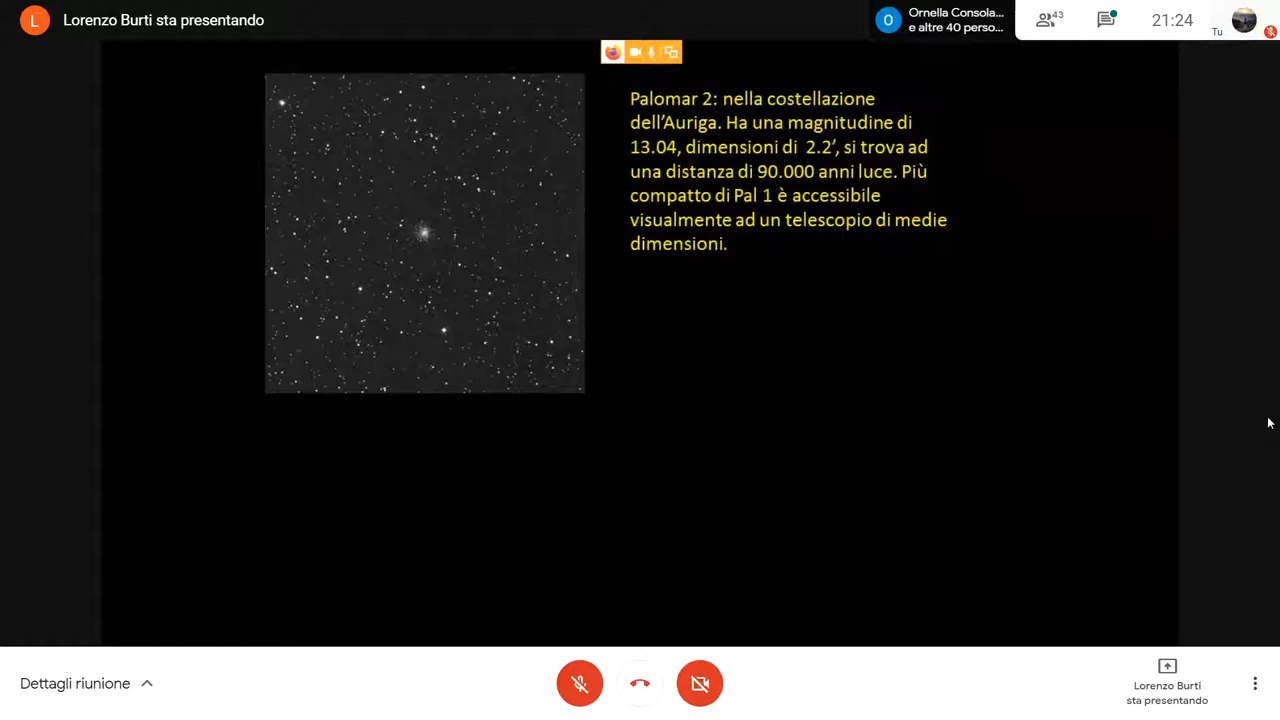 L
Lorenzo Burti sta presentando
O
Ornella Consola...
e altre 40 perso...
43
21:24
Tu
Palomar 2: nella costellazione
dell'Auriga. Ha una magnitudine di
13.04, dimensioni di 2.2', si trova ad
una distanza di 90.000 anni luce. Più
compatto di Pal 1 è accessibile
visualmente ad un telescopio di medie
dimensioni.
Dettagli riunione
Lorenzo Burti
sta presentando